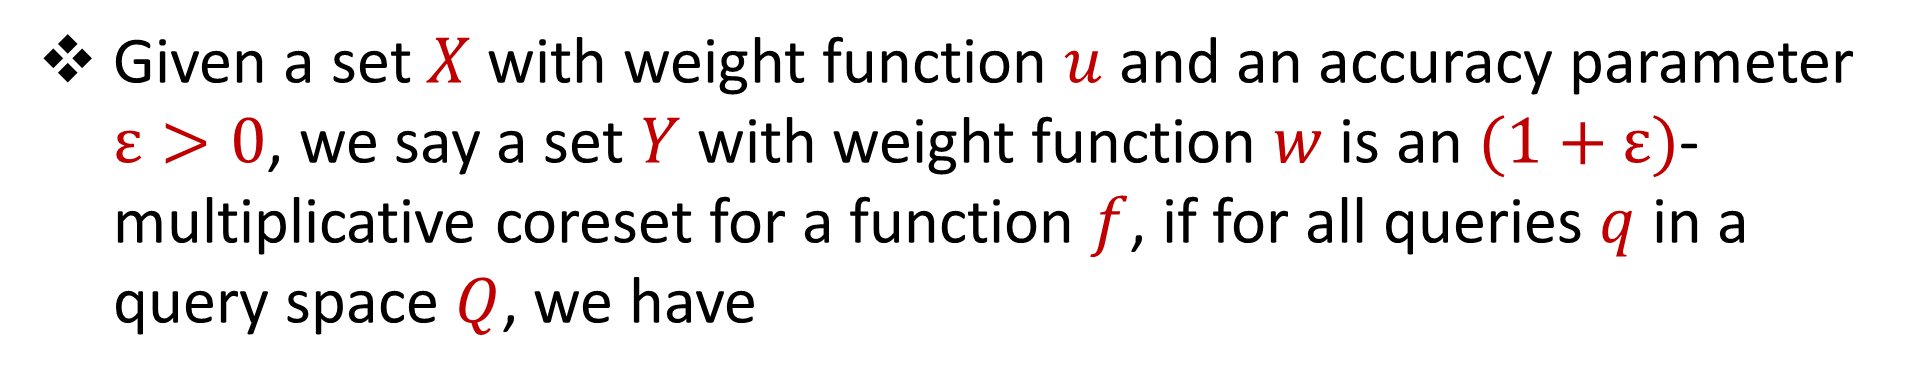 ❖ Given a set X with weight function u and an accuracy parameter
ε > 0, we say a set Y with weight function w is an (1 + ε)-
multiplicative coreset for a function f, if for all queries q in a
query space Q, we have